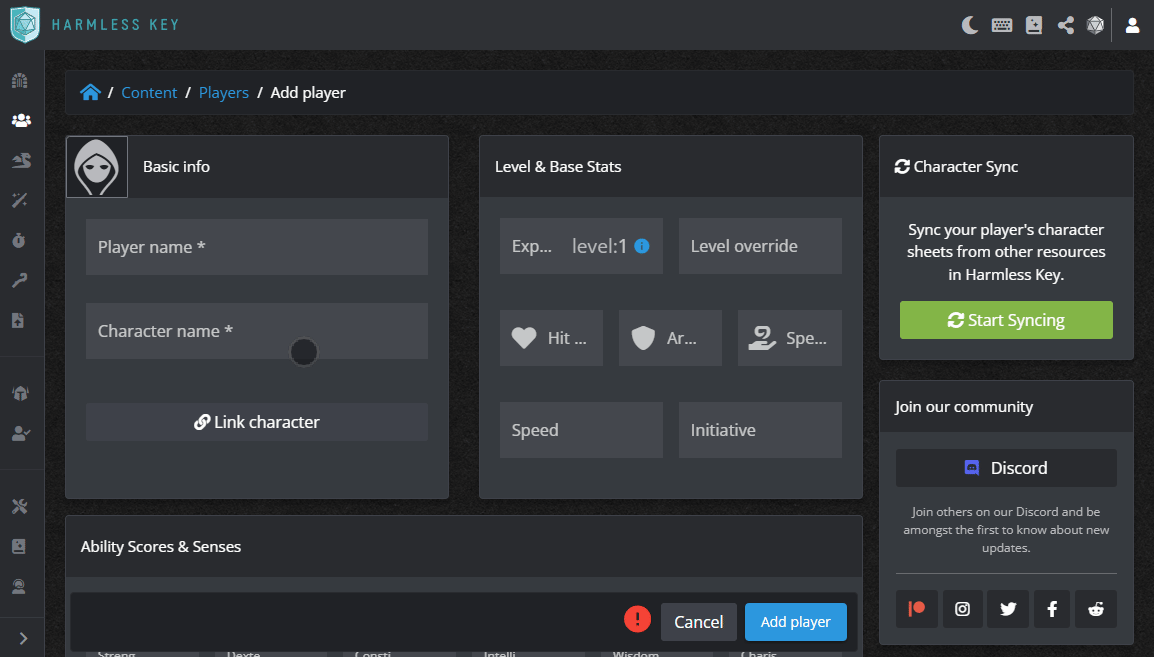 HARMLESS KEY
/ Content / Players / Add player
Basic info
Player name *
Character name *
Link character
Level & Base Stats
Exp... level:1
Level override
Hit ...
Ar...
Spe...
Speed
Initiative
Character Sync
Sync your player's character
sheets from other resources
in Harmless Key.
Start Syncing
Join our community
Discord
Join others on our Discord and be
amongst the first to know about new
updates.
Ability Scores & Senses
Cancel
Add player
Streng
Dexte
Consti
Intelli
Wisdom
Charis